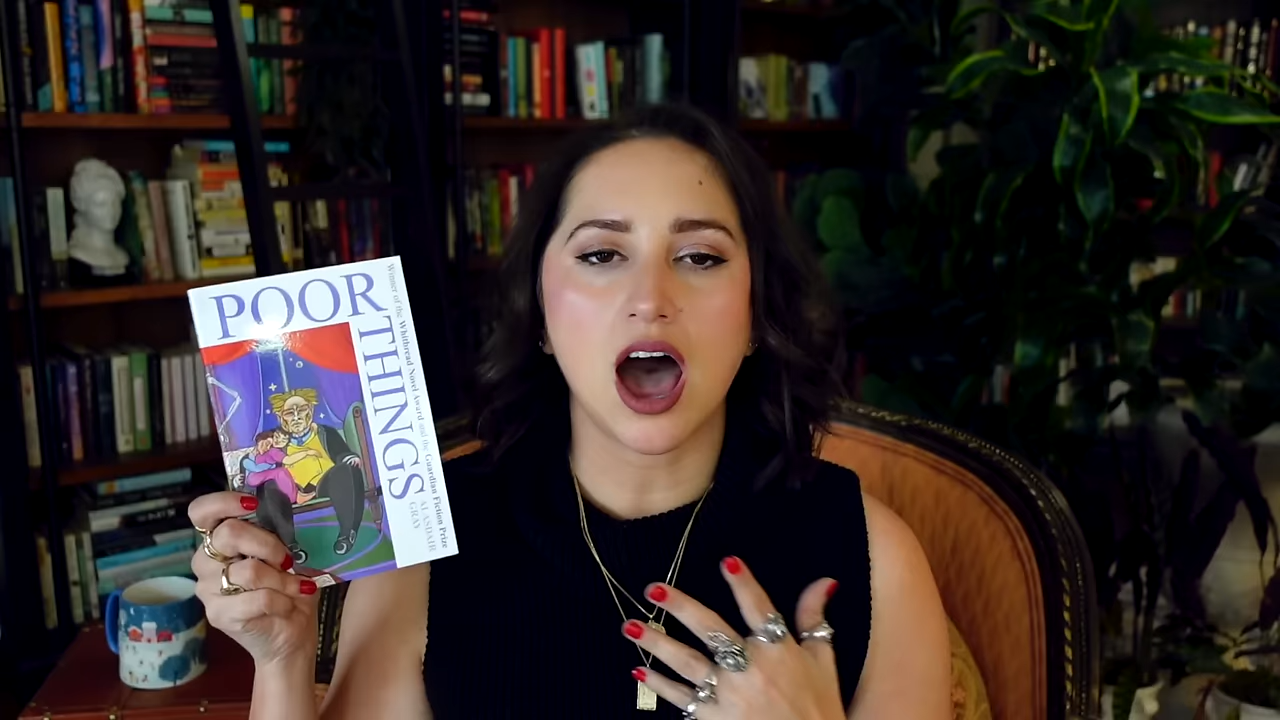 POOR
THINGS
Winner of the Whitbread Novel Award and the Guardian Fiction Prize
ALASDAIR
GRAY